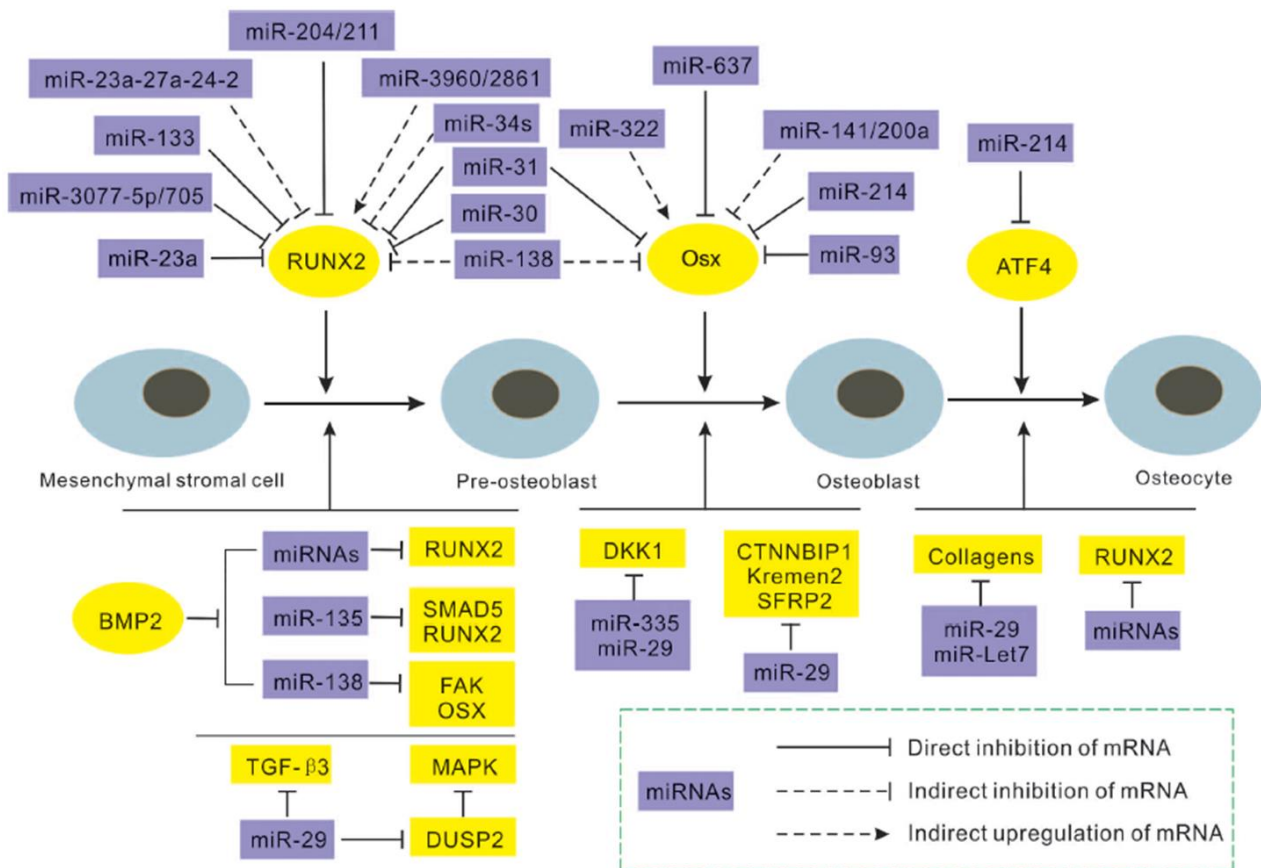 miR-204/211
miR-23a-27a-24-2
miR-3960/2861
miR-637
miR-133
miR-34s
miR-322
miR-141/200a
miR-214
miR-31
miR-3077-5p/705
miR-30
miR-214
miR-23a
RUNX2
miR-138
Osx
miR-93
ATF4
Mesenchymal stromal cell
Pre-osteoblast
Osteoblast
Osteocyte
BMP2
miRNAs
RUNX2
miR-135
SMAD5
RUNX2
miR-138
FAK
OSX
TGF-β3
MAPK
miR-29
DUSP2
DKK1
miR-335
miR-29
CTNNBIP1
Kremen2
SFRP2
miR-29
Collagens
miR-29
miR-Let7
RUNX2
miRNAs
miRNAs
Direct inhibition of mRNA
Indirect inhibition of mRNA
Indirect upregulation of mRNA